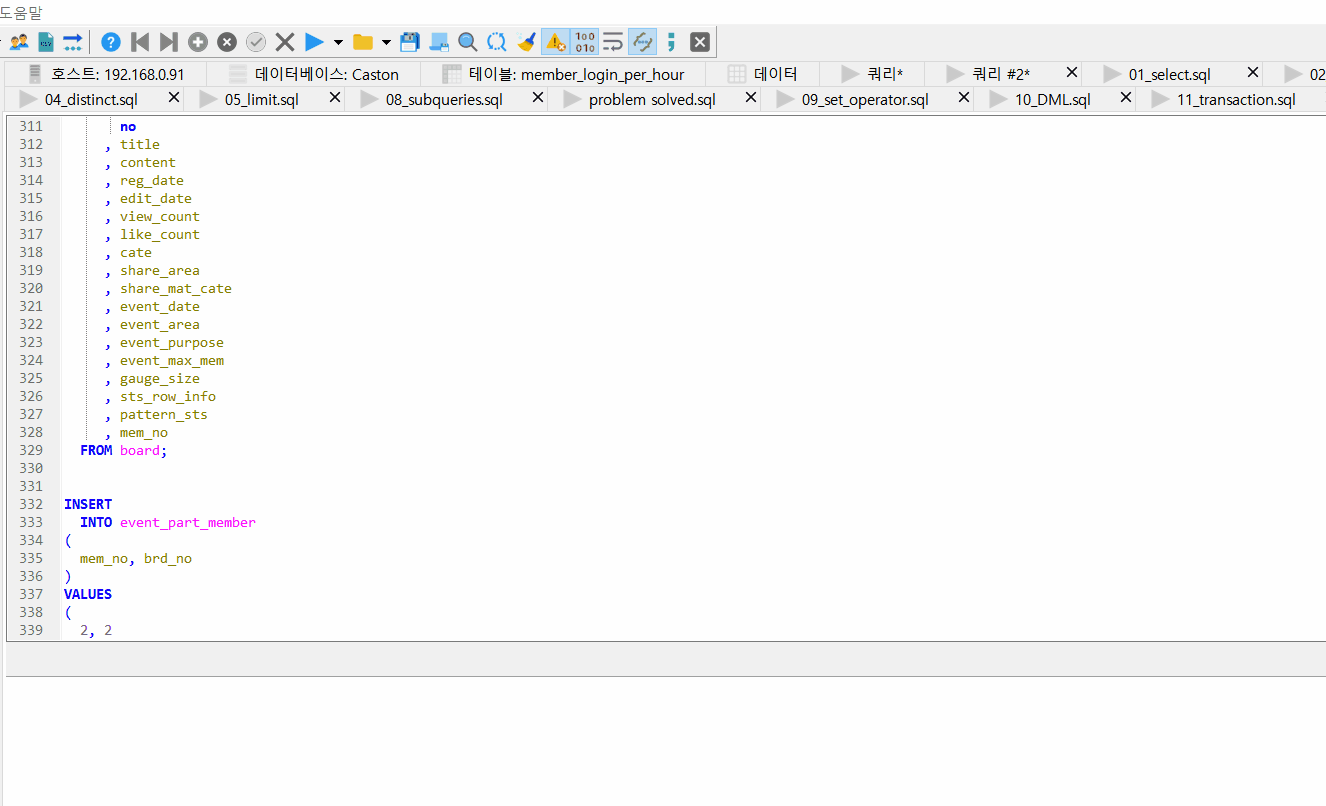 도움말
호스트: 192.168.0.91 데이터베이스: Caston 테이블: member_login_per_hour 데이터 쿼리* 쿼리 #2* 01_select.sql 02
04_distinct.sql 05_limit.sql 08_subqueries.sql problem solved.sql 09_set_operator.sql 10_DML.sql 11_transaction.sql
311 no
312 , title
313 , content
314 , reg_date
315 , edit_date
316 , view_count
317 , like_count
318 , cate
319 , share_area
320 , share_mat_cate
321 , event_date
322 , event_area
323 , event_purpose
324 , event_max_mem
325 , gauge_size
326 , sts_row_info
327 , pattern_sts
328 , mem_no
329 FROM board;
330
331
332 INSERT
333 INTO event_part_member
334 (
335 mem_no, brd_no
336 )
337 VALUES
338 (
339 2, 2